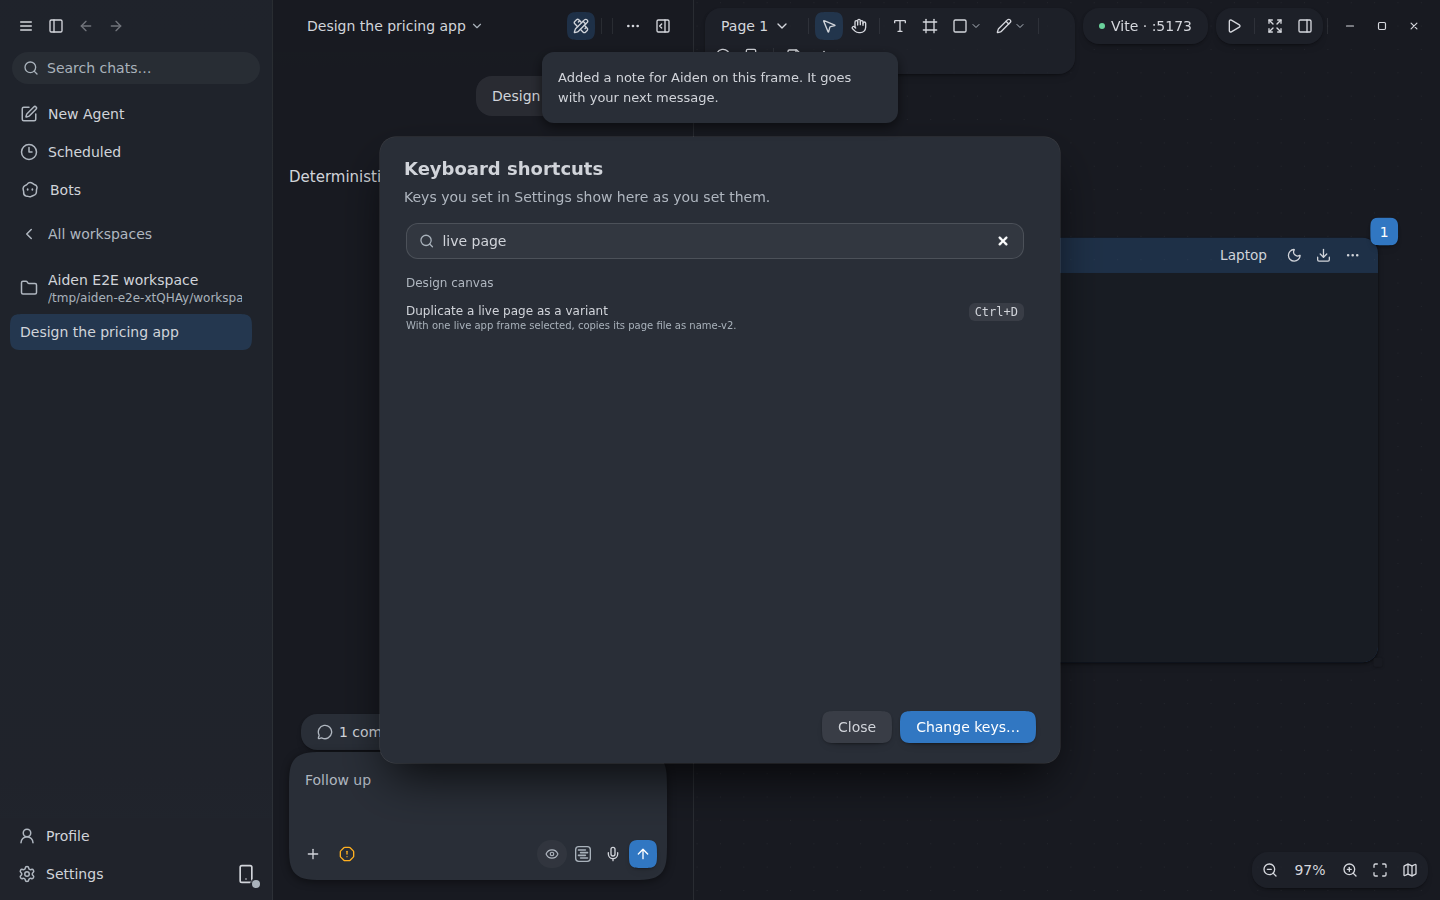 Design the pricing app
Page 1
Vite · :5173
Search chats…
Added a note for Aiden on this frame. It goes
with your next message.
Design
New Agent
Scheduled
Bots
All workspaces
Aiden E2E workspace
/tmp/aiden-e2e-xtQHAy/workspa
Design the pricing app
Deterministi
Keyboard shortcuts
Keys you set in Settings show here as you set them.
live page
Design canvas
Duplicate a live page as a variant
Ctrl+D
With one live app frame selected, copies its page file as name-v2.
1
Laptop
Close
Change keys…
1 com
Follow up
Profile
Settings
97%